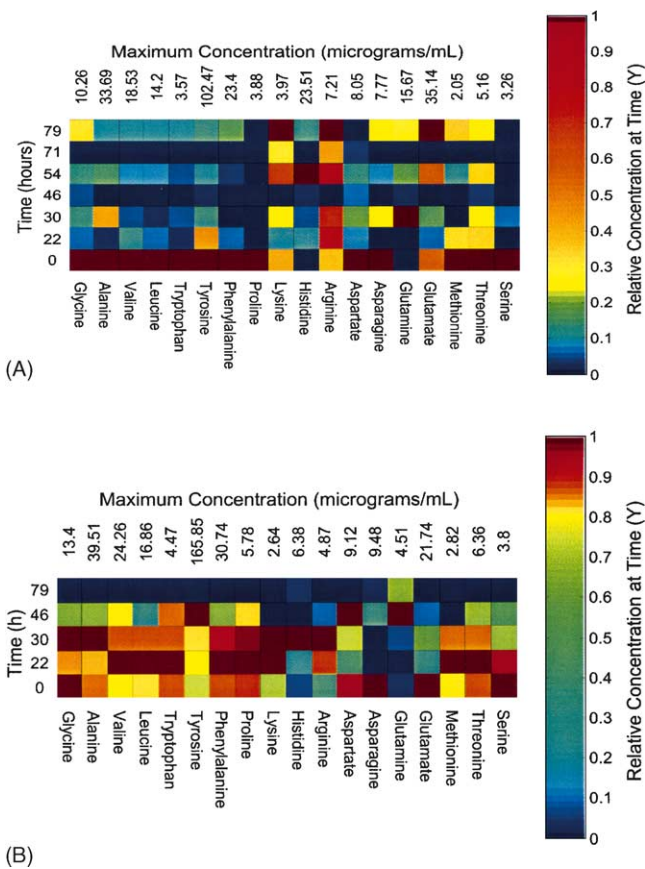 Maximum Concentration (micrograms/mL)
10.26 33.69 18.53 14.2 3.57 102.47 23.4 3.88 3.97 23.51 7.21 8.05 7.77 15.67 35.14 2.05 5.16 3.26
Time (hours)
79
71
54
46
30
22
0
Glycine Alanine Valine Leucine Tryptophan Tyrosine Phenylalanine Proline Lysine Histidine Arginine Aspartate Asparagine Glutamine Glutamate Methionine Threonine Serine
1
0.9
0.8
0.7
0.6
0.5
0.4
0.3
0.2
0.1
0
Relative Concentration at Time (Y)
(A)
Maximum Concentration (micrograms/mL)
13.4 39.51 24.26 16.86 4.47 165.85 30.74 5.78 2.64 6.38 4.87 9.12 9.48 4.51 21.74 2.82 6.36 3.8
Time (h)
79
46
30
22
0
Glycine Alanine Valine Leucine Tryptophan Tyrosine Phenylalanine Proline Lysine Histidine Arginine Aspartate Asparagine Glutamine Glutamate Methionine Threonine Serine
1
0.9
0.8
0.7
0.6
0.5
0.4
0.3
0.2
0.1
0
Relative Concentration at Time (Y)
(B)